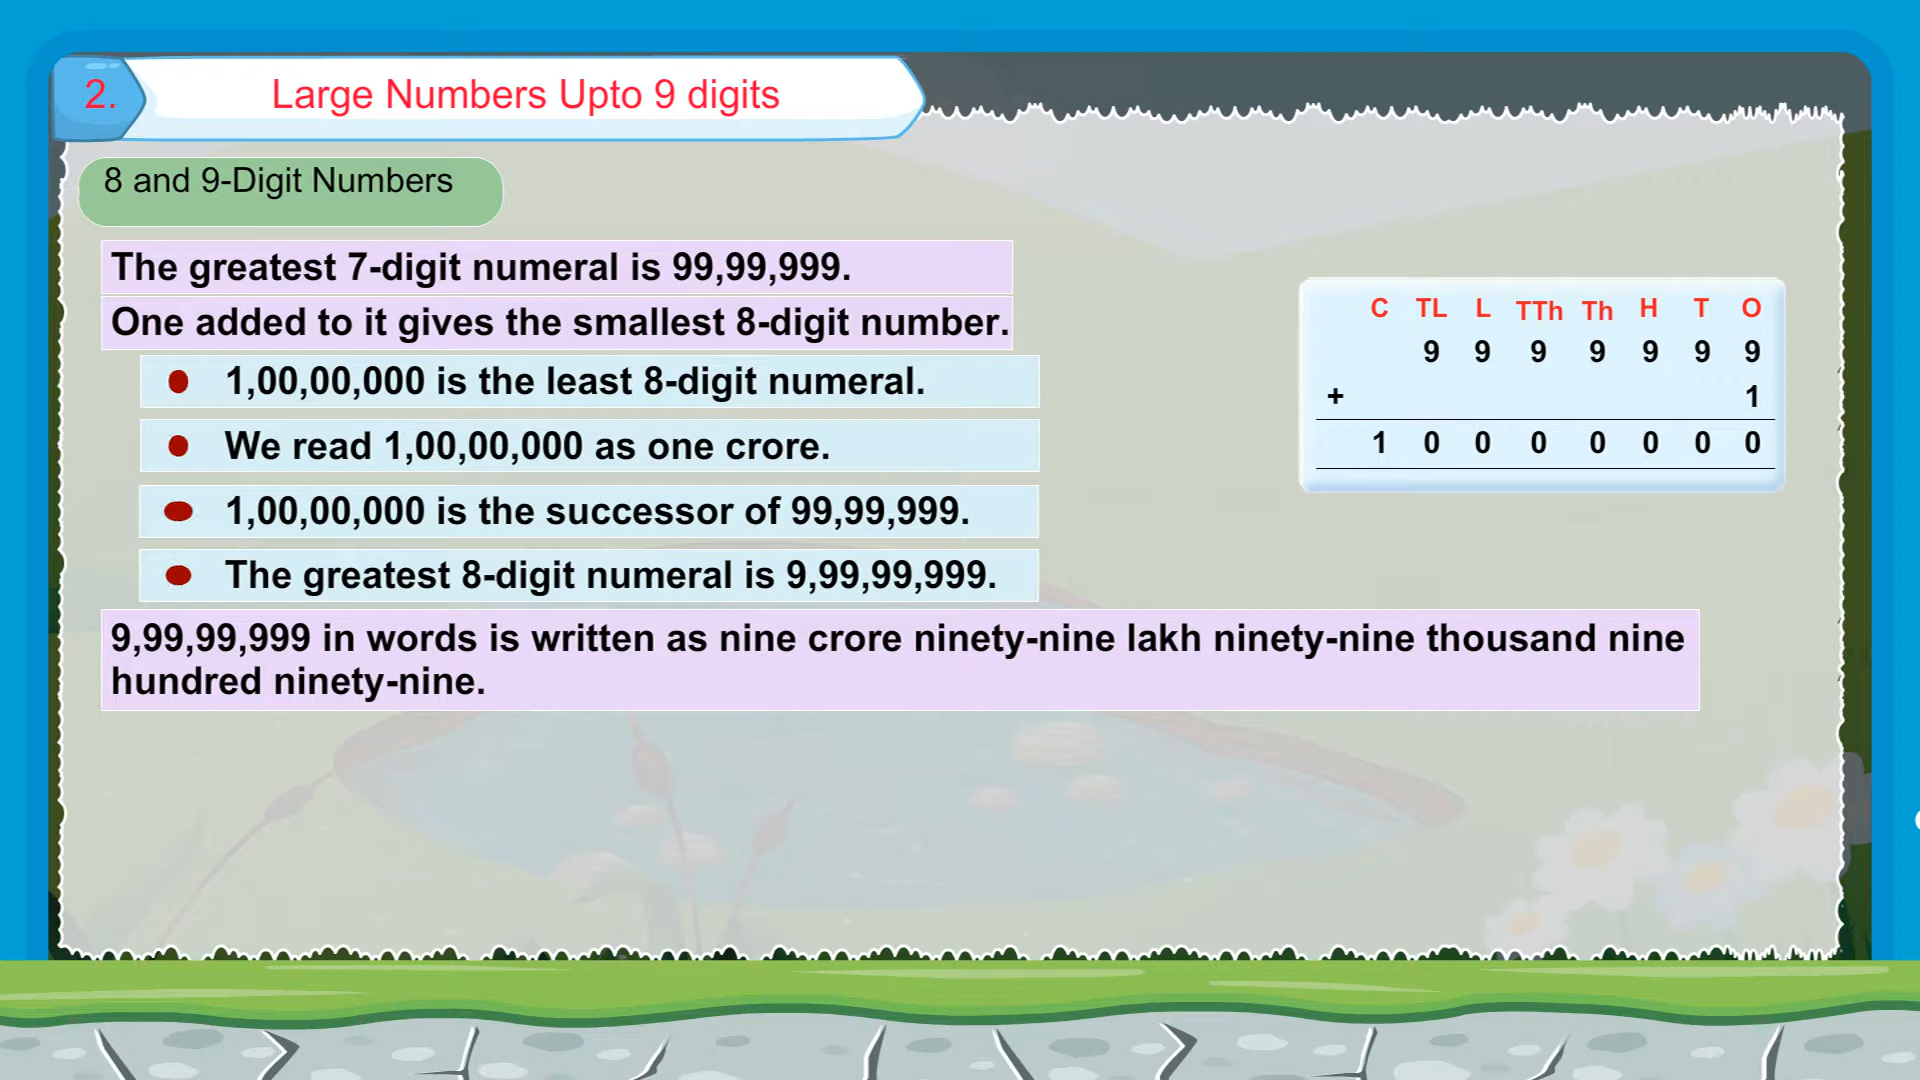 2.
Large Numbers Upto 9 digits
8 and 9-Digit Numbers
The greatest 7-digit numeral is 99,99,999.
One added to it gives the smallest 8-digit number.
1,00,00,000 is the least 8-digit numeral.
We read 1,00,00,000 as one crore.
1,00,00,000 is the successor of 99,99,999.
The greatest 8-digit numeral is 9,99,99,999.
9,99,99,999 in words is written as nine crore ninety-nine lakh ninety-nine thousand nine
hundred ninety-nine.
C TL L TTh Th H T O
9 9 9 9 9 9 9
+ 1
1 0 0 0 0 0 0 0